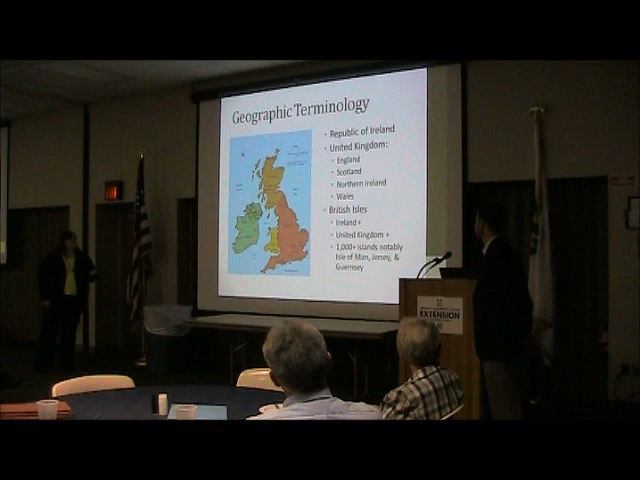 Geographic Terminology
• Republic of Ireland
• United Kingdom:
• England
• Scotland
• Northern Ireland
• Wales
• British Isles
• Ireland +
• United Kingdom +
• 1,000+ islands notably
Isle of Man, Jersey, &
Guernsey
EXTENSION